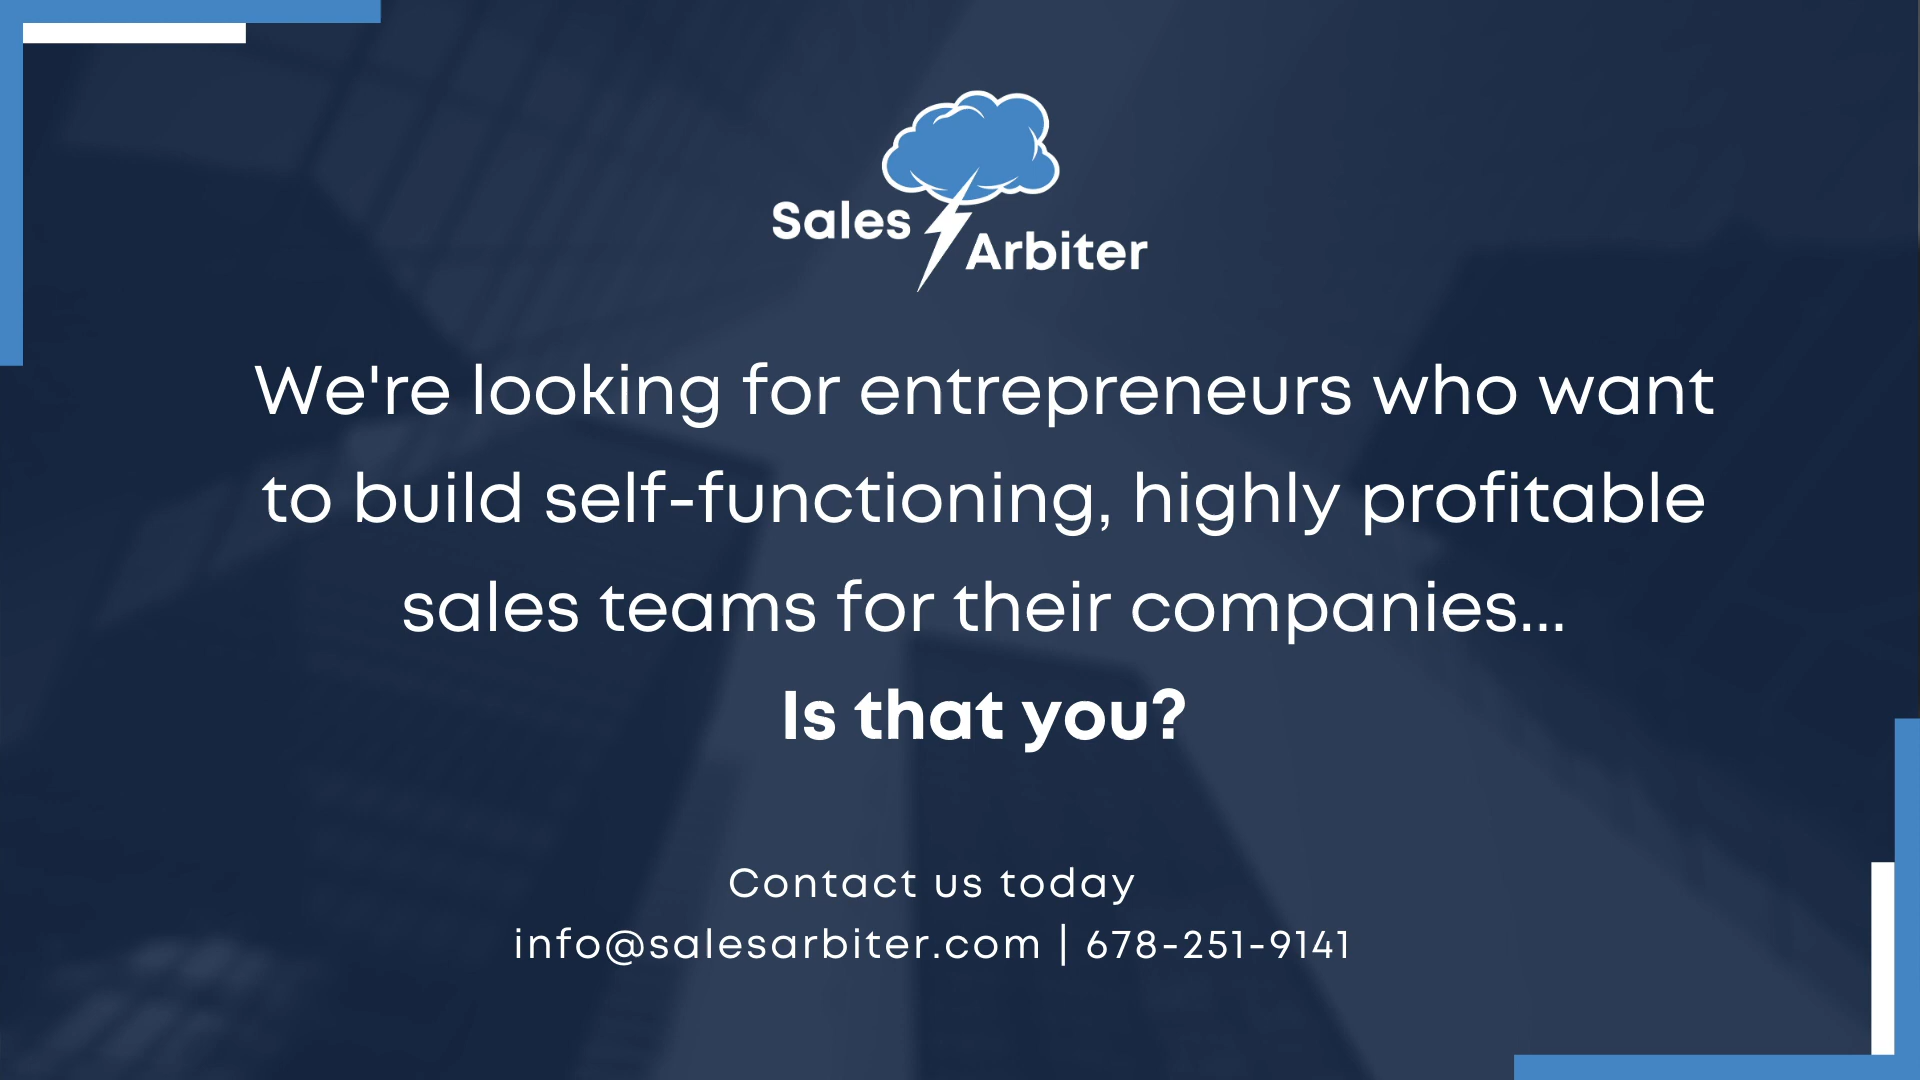 Sales
Arbiter
We're looking for entrepreneurs who want
to build self-functioning, highly profitable
sales teams for their companies...
Is that you?
Contact us today
info@salesarbiter.com | 678-251-9141